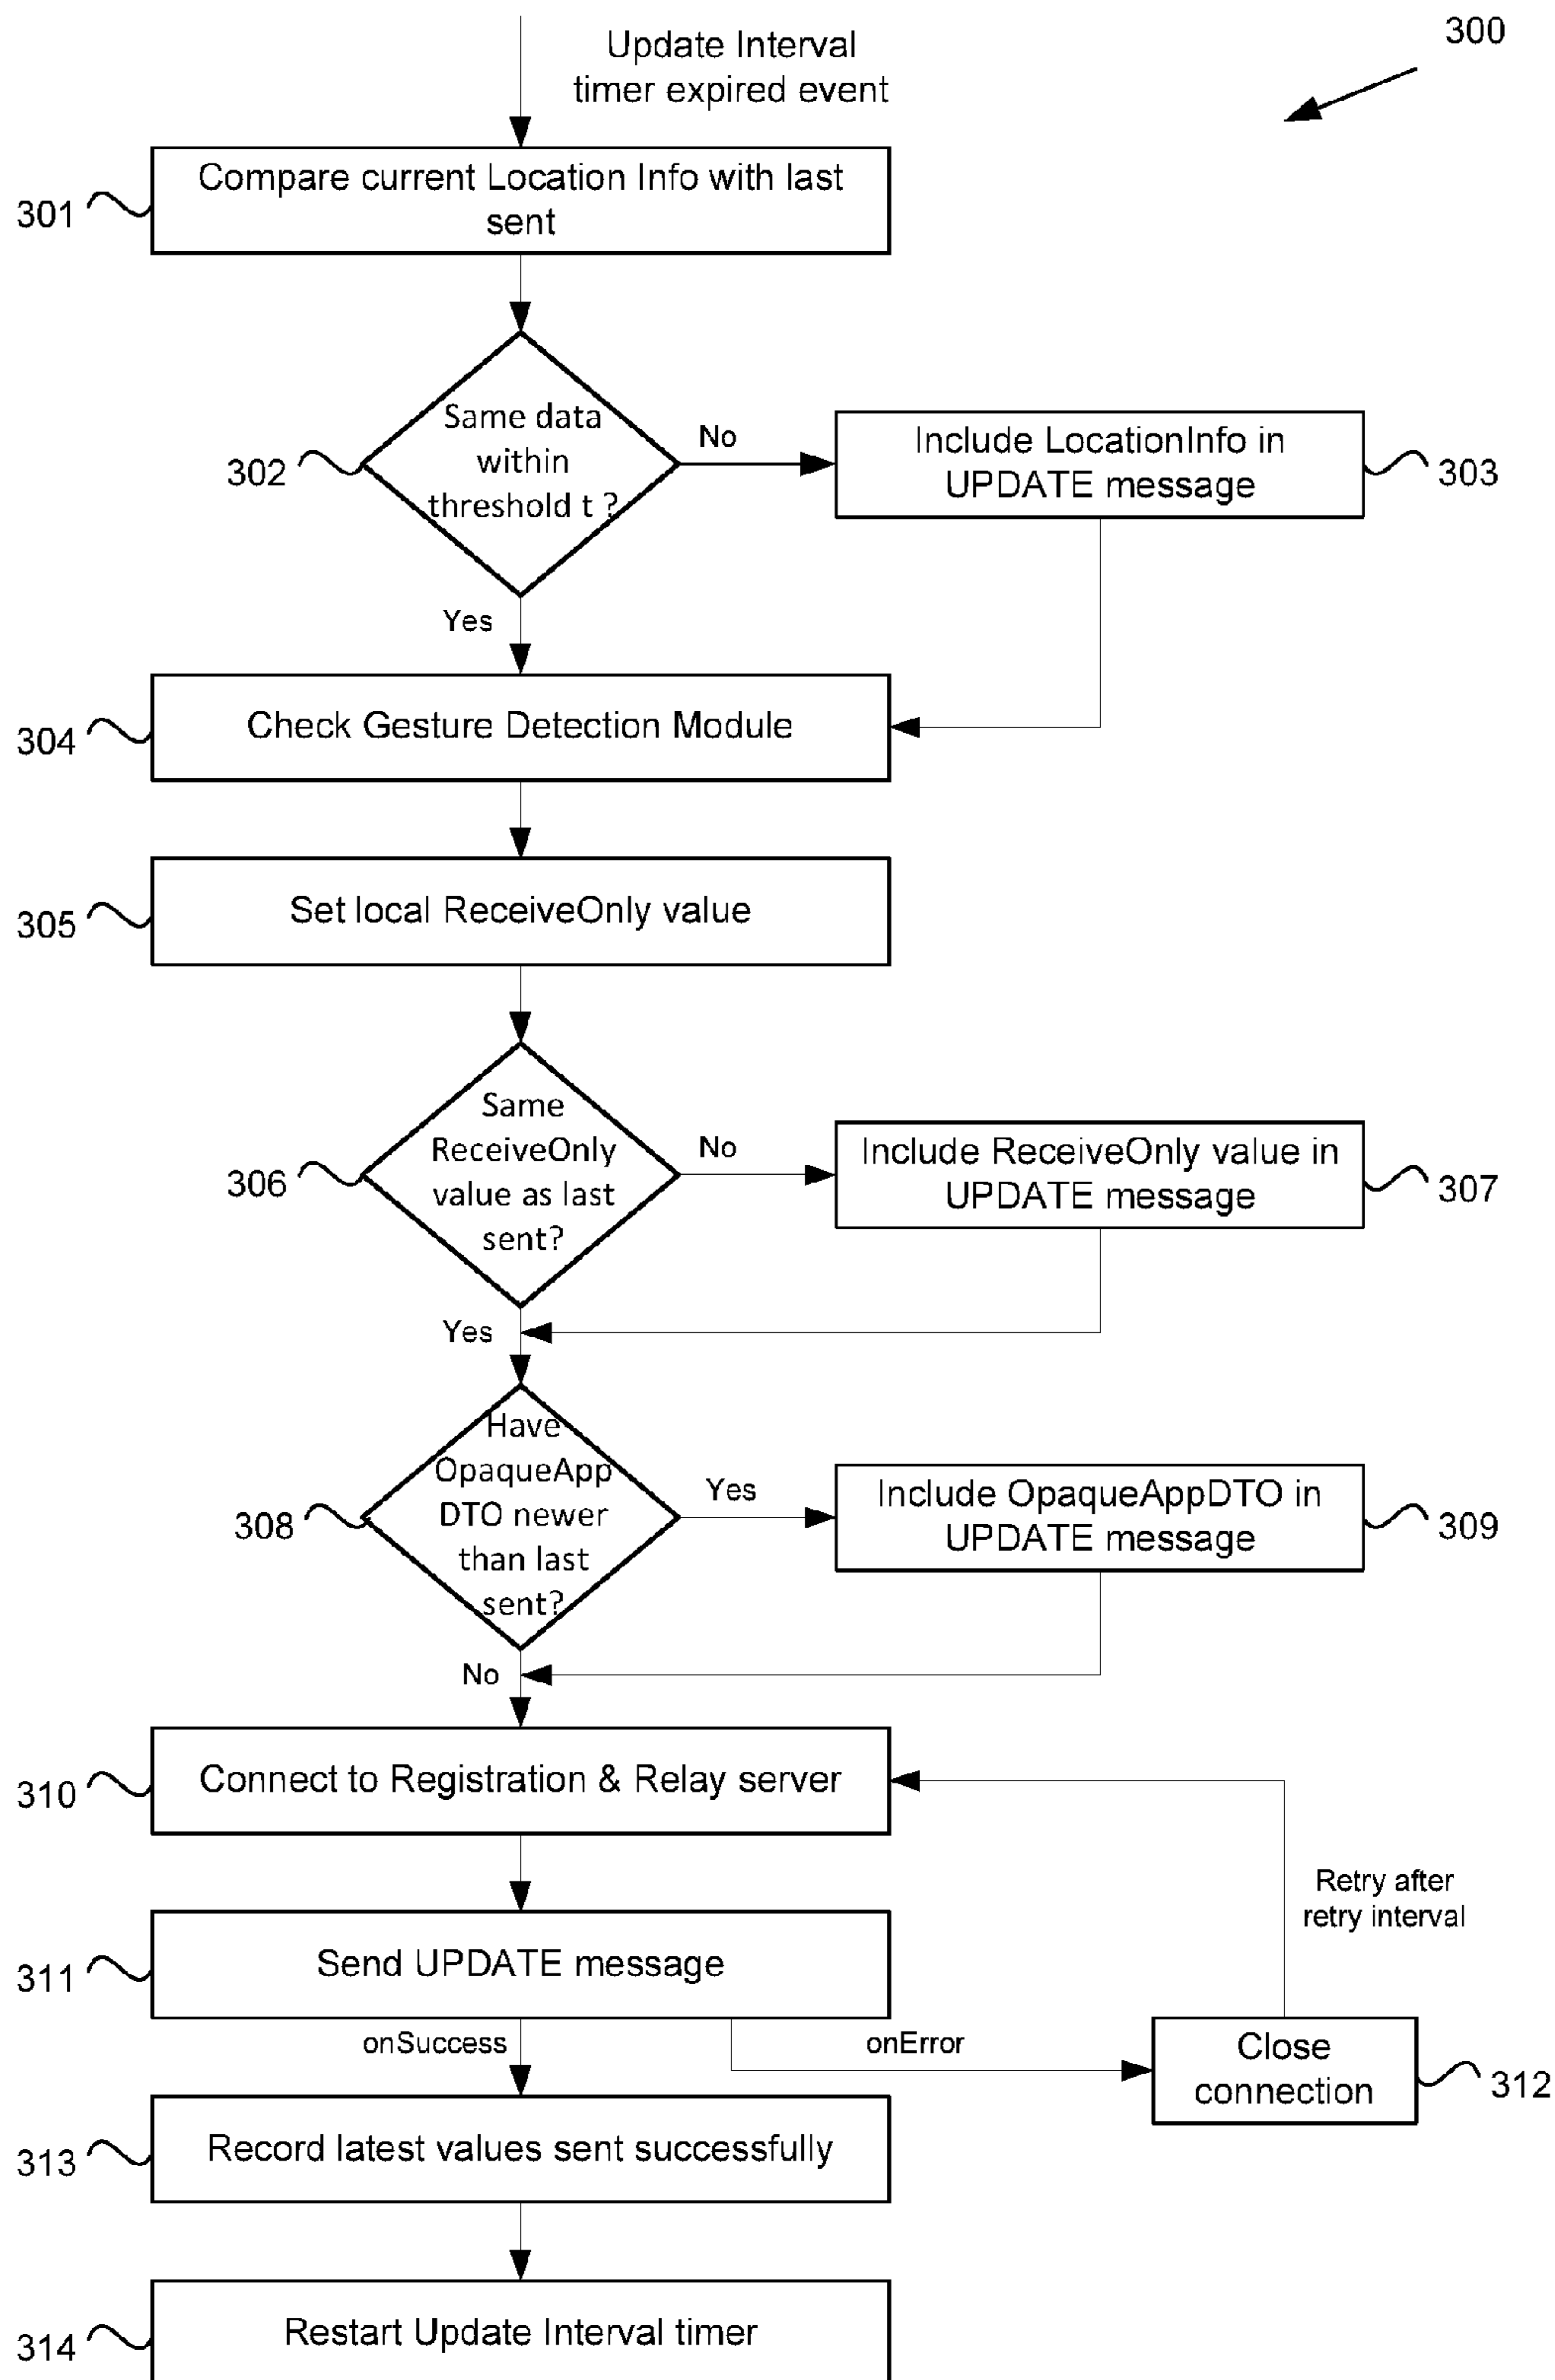 300
Update Interval
timer expired event
Compare current Location Info with last
sent
301
Same data
within
threshold t ?
302
No
Include LocationInfo in
UPDATE message
303
Yes
Check Gesture Detection Module
304
Set local ReceiveOnly value
305
Same
ReceiveOnly
value as last
sent?
306
No
Include ReceiveOnly value in
UPDATE message
307
Yes
Have
OpaqueApp
DTO newer
than last
sent?
308
Yes
Include OpaqueAppDTO in
UPDATE message
309
No
Connect to Registration & Relay server
310
Retry after
retry interval
Send UPDATE message
311
onSuccess
onError
Close
connection
312
Record latest values sent successfully
313
Restart Update Interval timer
314